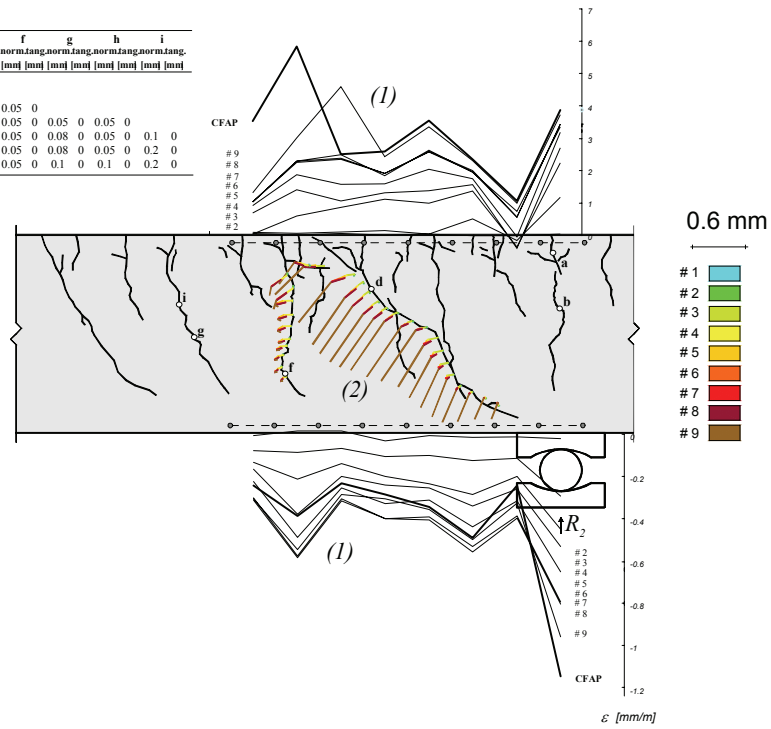 f g h i
norm.tang.norm.tang.norm.tang.norm.tang.
[mm] [mm] [mm] [mm] [mm] [mm] [mm] [mm]
0.05 0
0.05 0 0.05 0 0.05 0
0.05 0 0.08 0 0.05 0 0.1 0
0.05 0 0.08 0 0.05 0 0.2 0
0.05 0 0.1 0 0.1 0 0.2 0
7
6
5
4
3
2
1
0
(1)
CFAP
# 9
# 8
# 7
# 6
# 5
# 4
# 3
# 2
a
b
d
i
g
f
(2)
0.6 mm
# 1
# 2
# 3
# 4
# 5
# 6
# 7
# 8
# 9
0
-0.2
-0.4
-0.6
-0.8
-1
-1.2
R2
(1)
# 2
# 3
# 4
# 5
# 6
# 7
# 8
# 9
CFAP
ε [mm/m]